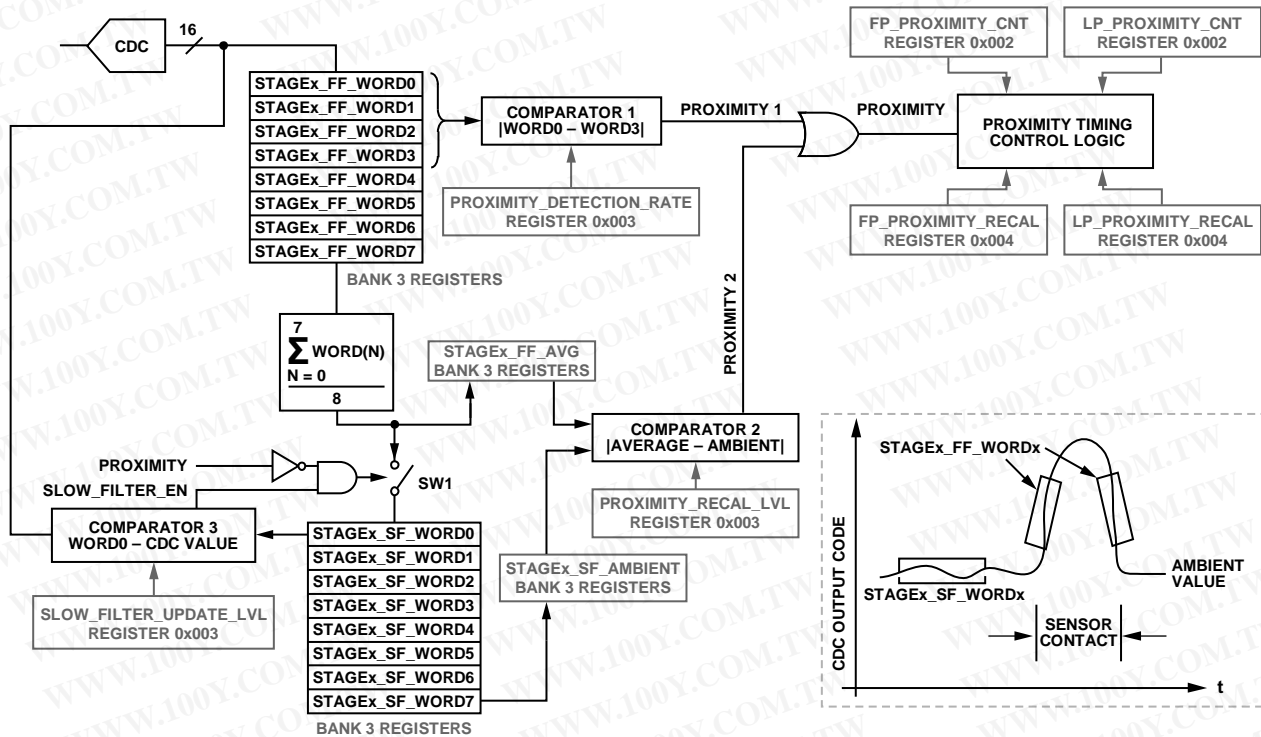 CDC
16
STAGEx_FF_WORD0
STAGEx_FF_WORD1
STAGEx_FF_WORD2
STAGEx_FF_WORD3
STAGEx_FF_WORD4
STAGEx_FF_WORD5
STAGEx_FF_WORD6
STAGEx_FF_WORD7
BANK 3 REGISTERS
COMPARATOR 1
|WORD0 – WORD3|
PROXIMITY_DETECTION_RATE
REGISTER 0x003
PROXIMITY 1
PROXIMITY
FP_PROXIMITY_CNT
REGISTER 0x002
LP_PROXIMITY_CNT
REGISTER 0x002
PROXIMITY TIMING
CONTROL LOGIC
FP_PROXIMITY_RECAL
REGISTER 0x004
LP_PROXIMITY_RECAL
REGISTER 0x004
PROXIMITY 2
7
Σ WORD(N)
N = 0
8
STAGEx_FF_AVG
BANK 3 REGISTERS
COMPARATOR 2
|AVERAGE – AMBIENT|
PROXIMITY_RECAL_LVL
REGISTER 0x003
PROXIMITY
SLOW_FILTER_EN
SW1
COMPARATOR 3
WORD0 – CDC VALUE
SLOW_FILTER_UPDATE_LVL
REGISTER 0x003
STAGEx_SF_WORD0
STAGEx_SF_WORD1
STAGEx_SF_WORD2
STAGEx_SF_WORD3
STAGEx_SF_WORD4
STAGEx_SF_WORD5
STAGEx_SF_WORD6
STAGEx_SF_WORD7
BANK 3 REGISTERS
STAGEx_SF_AMBIENT
BANK 3 REGISTERS
CDC OUTPUT CODE
STAGEx_FF_WORDx
STAGEx_SF_WORDx
AMBIENT
VALUE
SENSOR
CONTACT
t
WWW.100Y.COM.TW